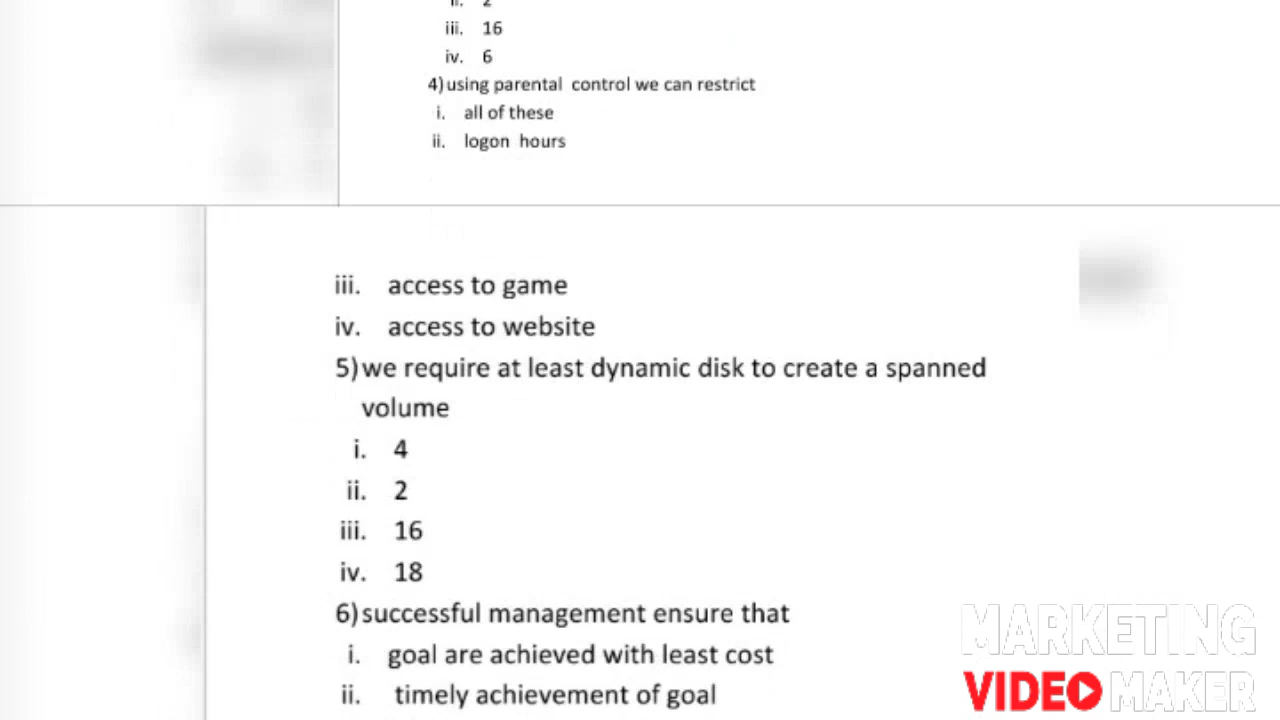 ii. 2
iii. 16
iv. 6
4)using parental control we can restrict
i. all of these
ii. logon hours
iii. access to game
iv. access to website
5)we require at least dynamic disk to create a spanned
volume
i. 4
ii. 2
iii. 16
iv. 18
6)successful management ensure that
i. goal are achieved with least cost
ii. timely achievement of goal
MARKETING
VIDEO MAKER